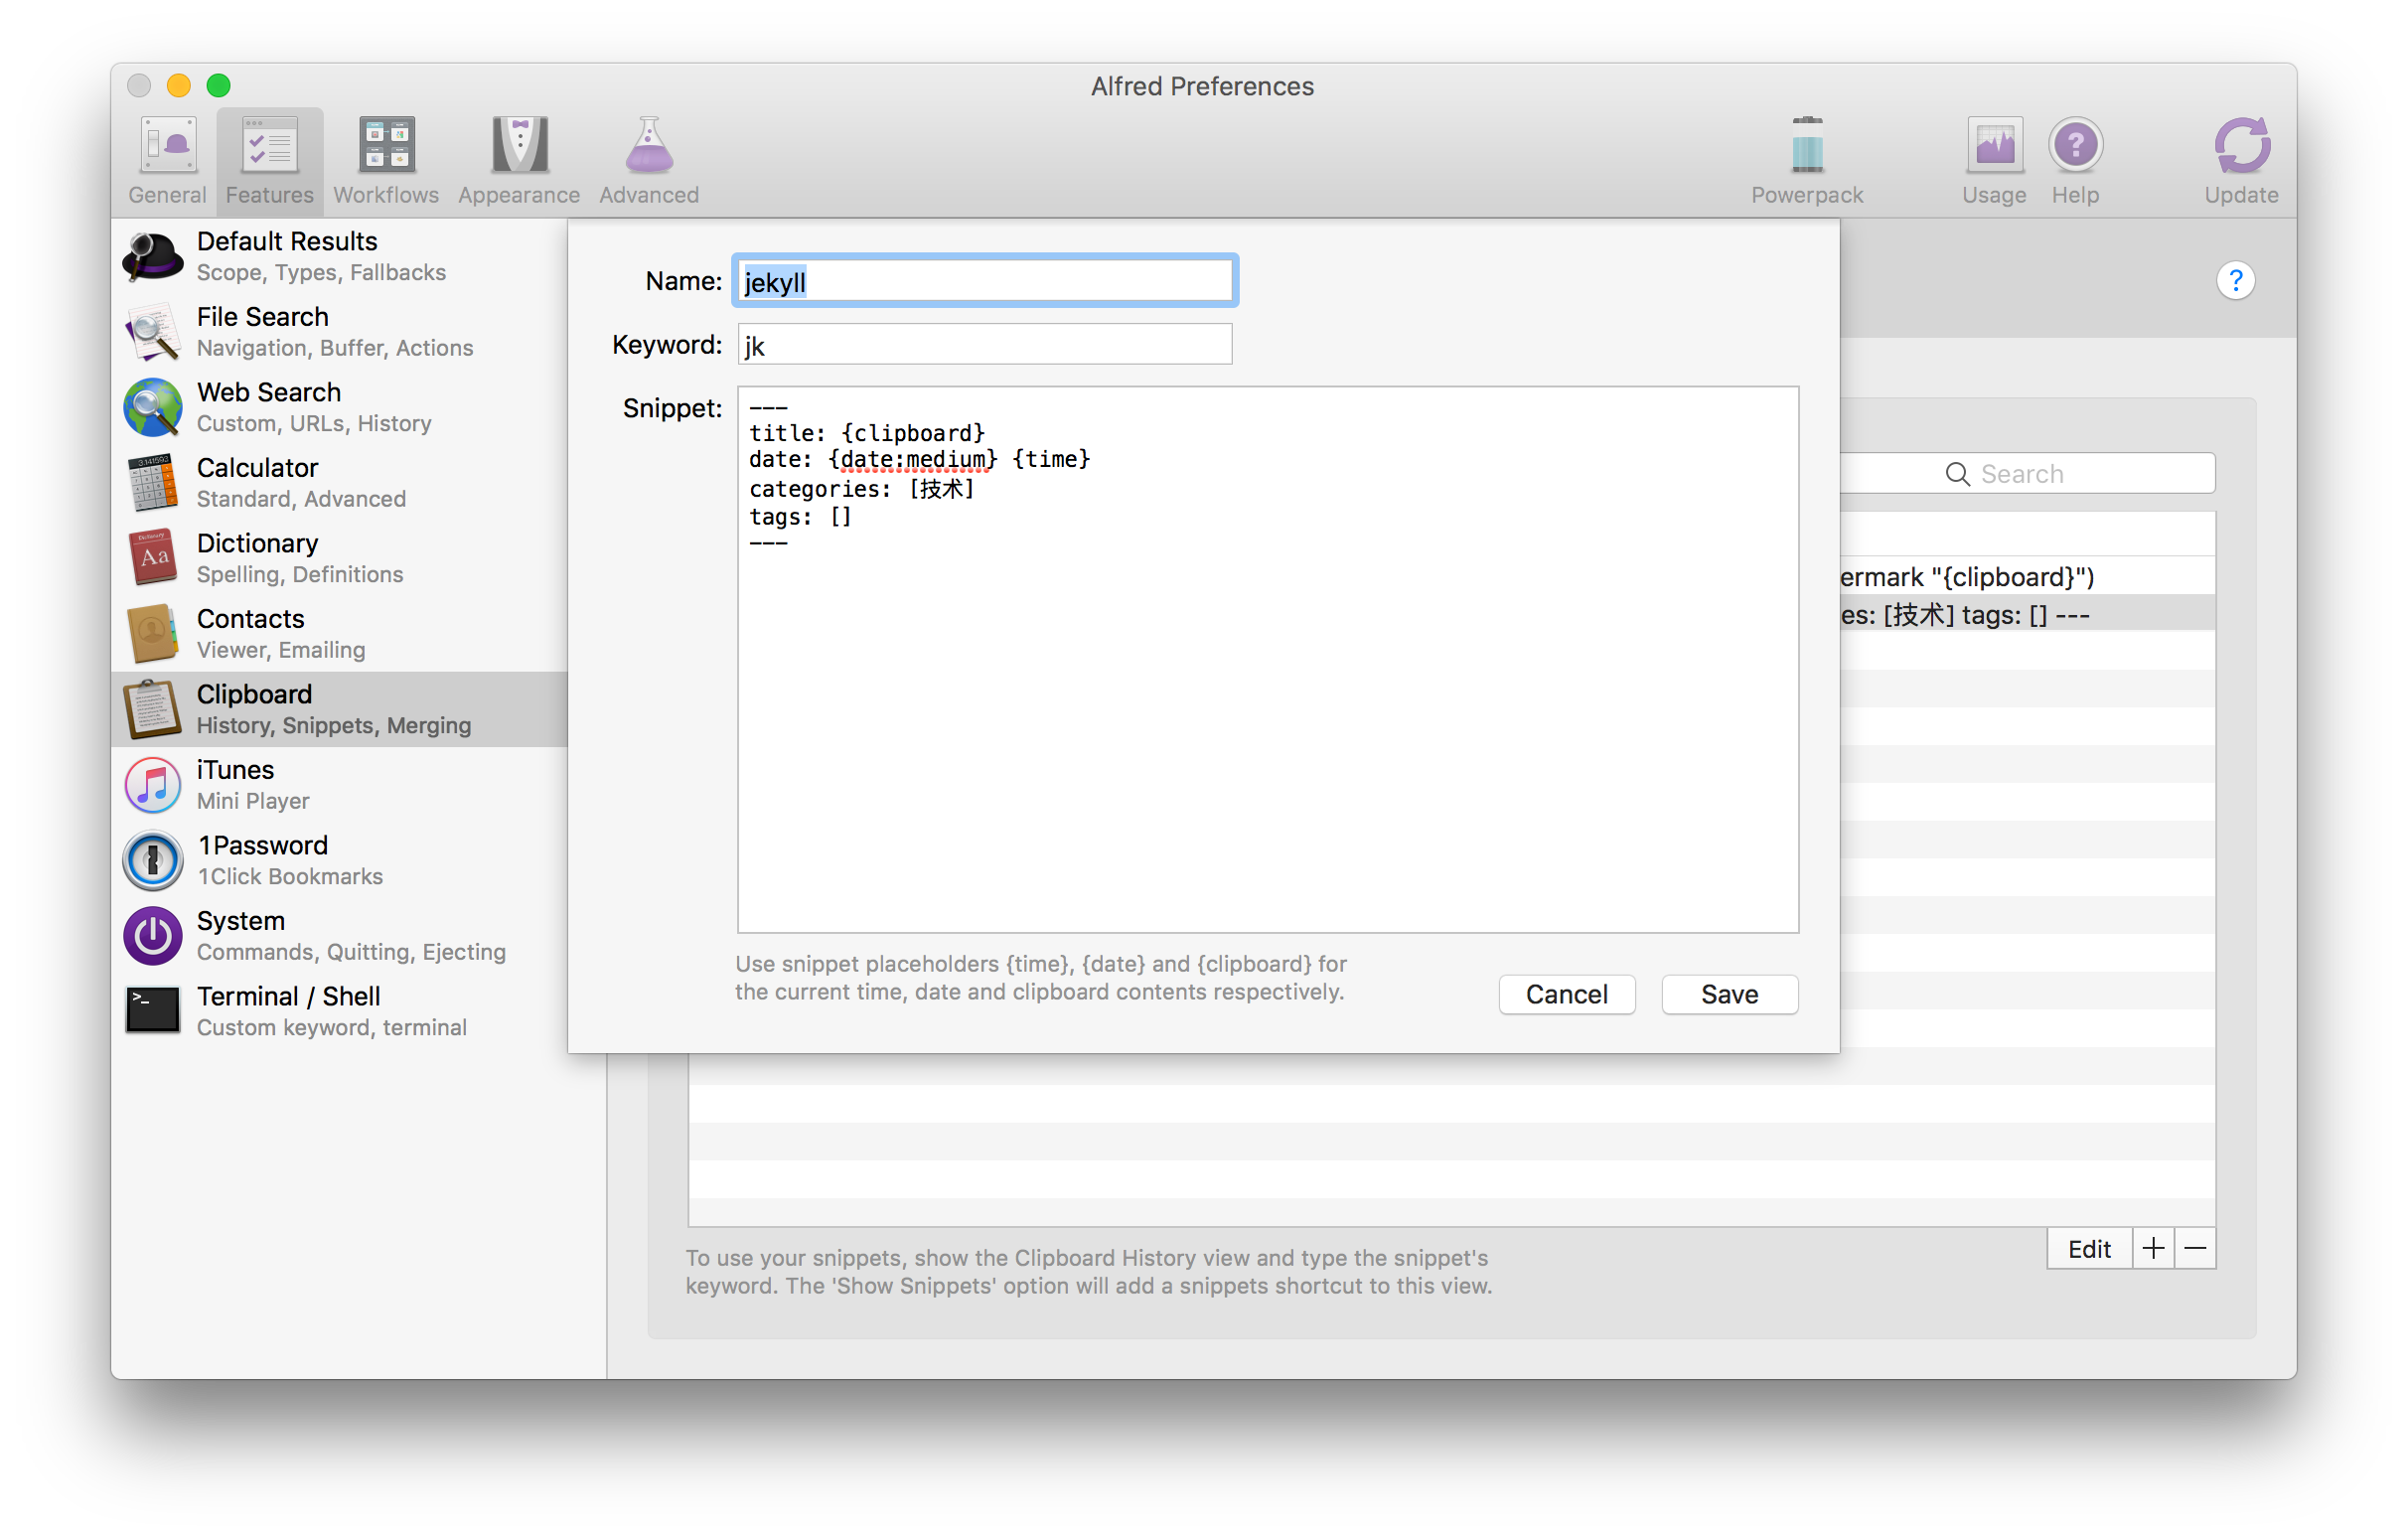 Alfred Preferences
General
Features
Workflows
Appearance
Advanced
Powerpack
Usage
Help
Update
Default Results
Scope, Types, Fallbacks
File Search
Navigation, Buffer, Actions
Web Search
Custom, URLs, History
Calculator
Standard, Advanced
Dictionary
Spelling, Definitions
Contacts
Viewer, Emailing
Clipboard
History, Snippets, Merging
iTunes
Mini Player
1Password
1Click Bookmarks
System
Commands, Quitting, Ejecting
Terminal / Shell
Custom keyword, terminal
Name: jekyll
Keyword: jk
Snippet:
---
title: {clipboard}
date: {date:medium} {time}
categories: [技术]
tags: []
---
Use snippet placeholders {time}, {date} and {clipboard} for
the current time, date and clipboard contents respectively.
Cancel
Save
?
Search
ermark "{clipboard}")
es: [技术] tags: [] ---
To use your snippets, show the Clipboard History view and type the snippet's
keyword. The 'Show Snippets' option will add a snippets shortcut to this view.
Edit